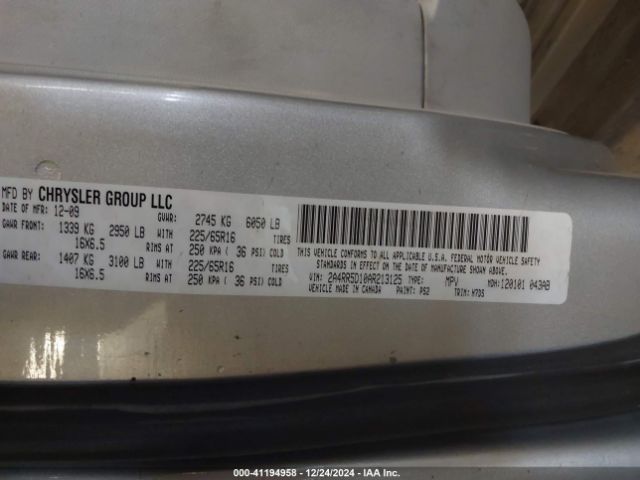 MFD BY CHRYSLER GROUP LLC
DATE OF MFR: 12-09 GVWR: 2745 KG 6050 LB
GAWR FRONT: 1339 KG 2950 LB WITH 225/65R16 TIRES
16X6.5 RIMS AT 250 KPA ( 36 PSI) COLD
GAWR REAR: 1407 KG 3100 LB WITH 225/65R16 TIRES
16X6.5 RIMS AT 250 KPA ( 36 PSI) COLD
THIS VEHICLE CONFORMS TO ALL APPLICABLE U.S.A. FEDERAL MOTOR VEHICLE SAFETY
STANDARDS IN EFFECT ON THE DATE OF MANUFACTURE SHOWN ABOVE.
VIN: 2A4RR5D10AR213125 TYPE: MPV MDH: 120101 043AB
VEHICLE MADE IN CANADA PAINT: PS2 TRIM: H7DS
000-41194958 • 12/24/2024 - IAA Inc.